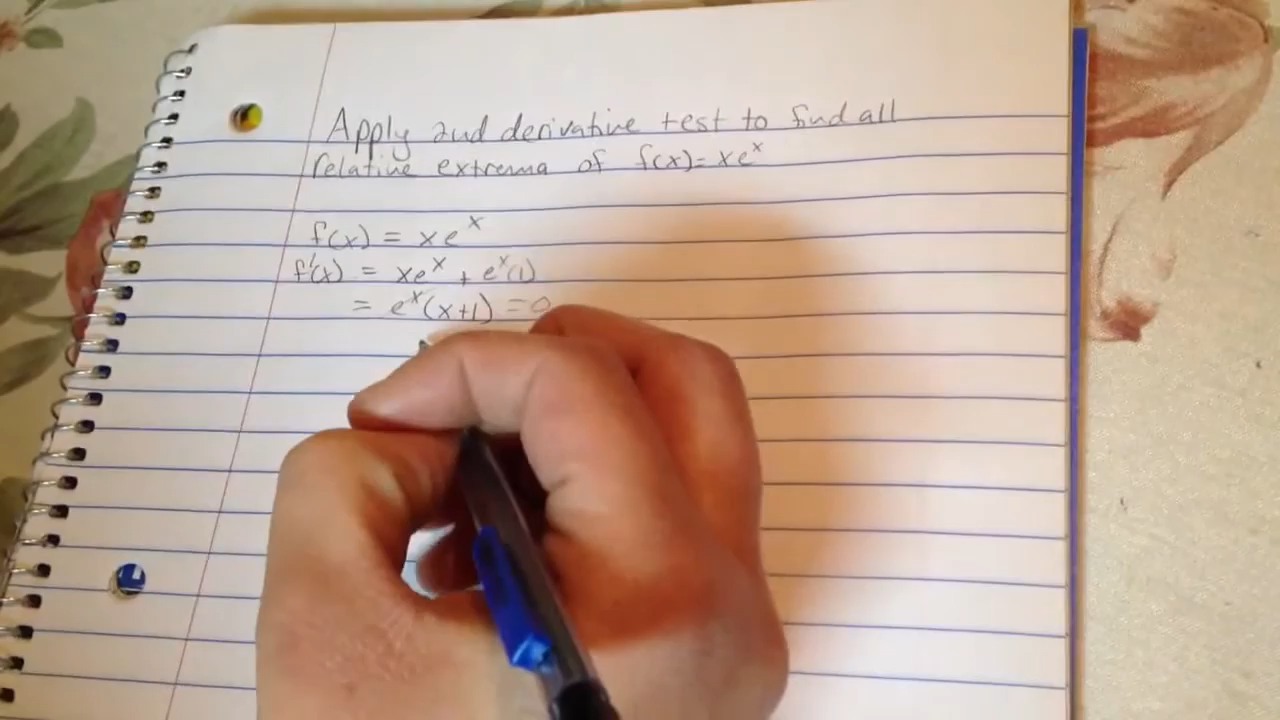 Apply 2nd derivative test to find all
relative extrema of f(x)= xe^x
f(x) = xe^x
f'(x) = xe^x + e^x(1)
= e^x(x+1) =0